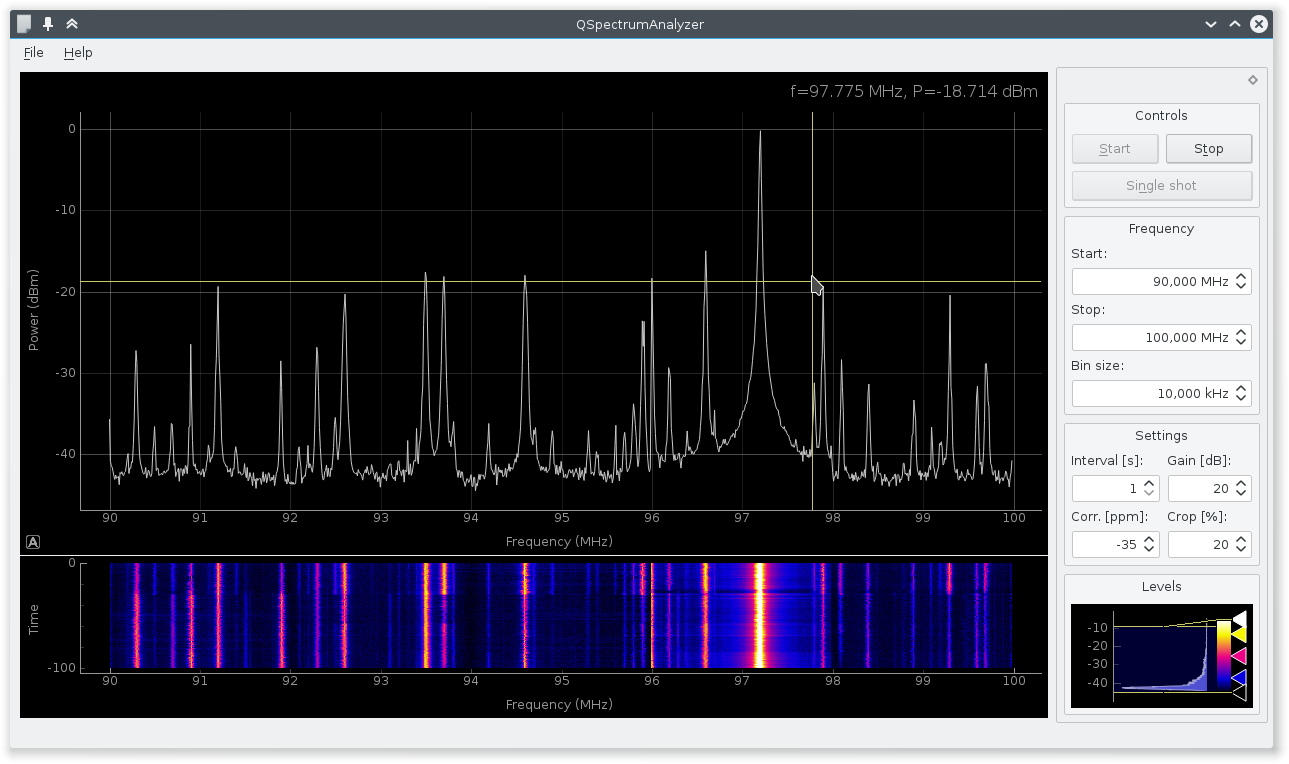 QSpectrumAnalyzer
File Help
f=97.775 MHz, P=-18.714 dBm
0
-10
-20
-30
-40
Power (dBm)
90 91 92 93 94 95 96 97 98 99 100
Frequency (MHz)
A
0
-100
Time
90 91 92 93 94 95 96 97 98 99 100
Frequency (MHz)
Controls
Start Stop
Single shot
Frequency
Start:
90,000 MHz
Stop:
100,000 MHz
Bin size:
10,000 kHz
Settings
Interval [s]: Gain [dB]:
1 20
Corr. [ppm]: Crop [%]:
-35 20
Levels
-10
-20
-30
-40